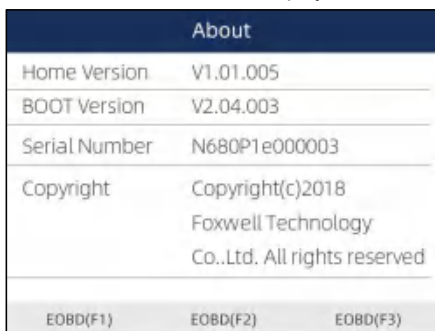 About
Home Version V1.01.005
BOOT Version V2.04.003
Serial Number N680P1e000003
Copyright Copyright(c)2018
Foxwell Technology
Co..Ltd. All rights reserved
EOBD(F1) EOBD(F2) EOBD(F3)